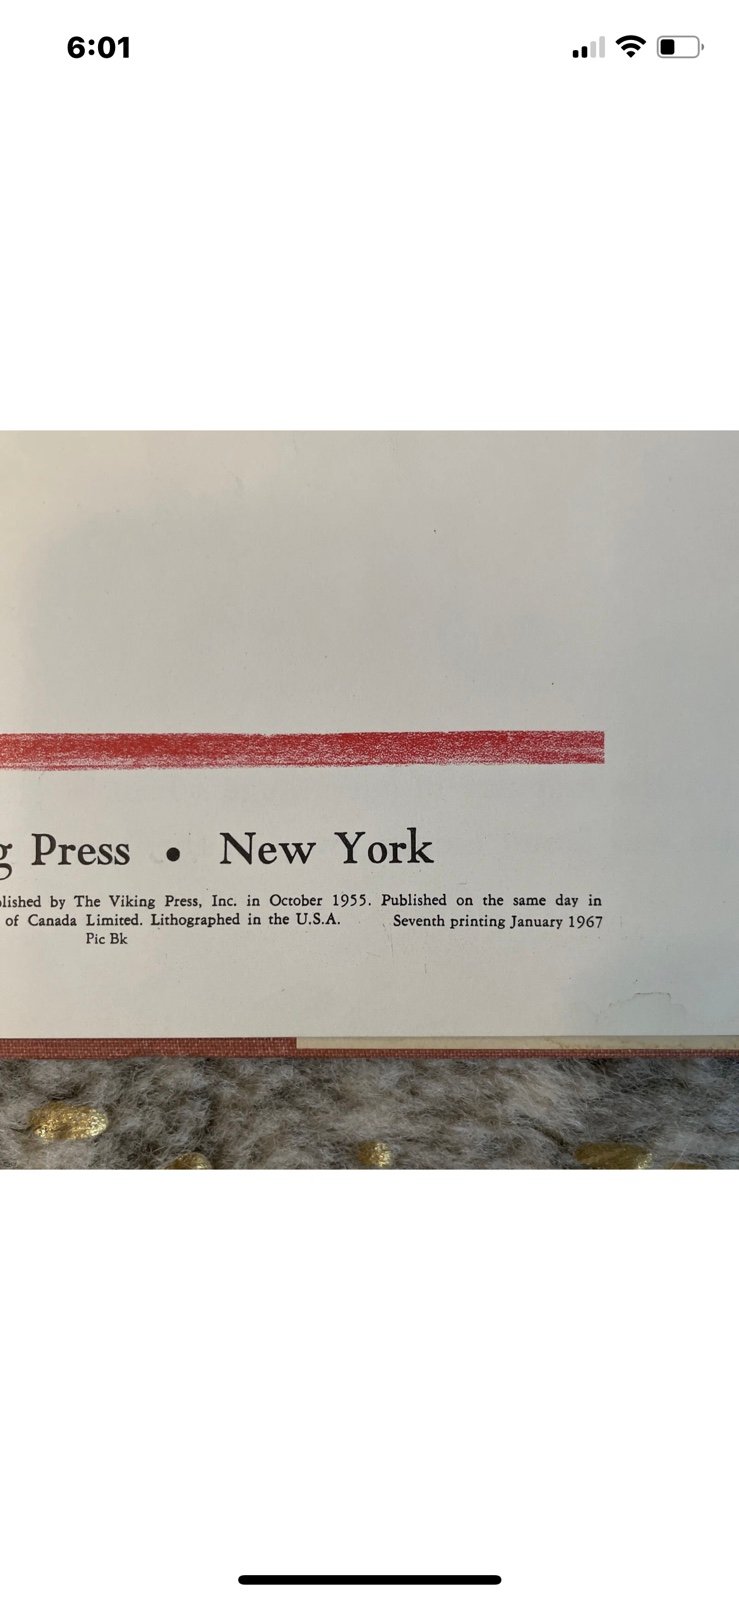 6:01
Press • New York
by The Viking Press, Inc. in October 1955. Published on the same day in
of Canada Limited. Lithographed in the U.S.A. Seventh printing January 1967
Pic Bk